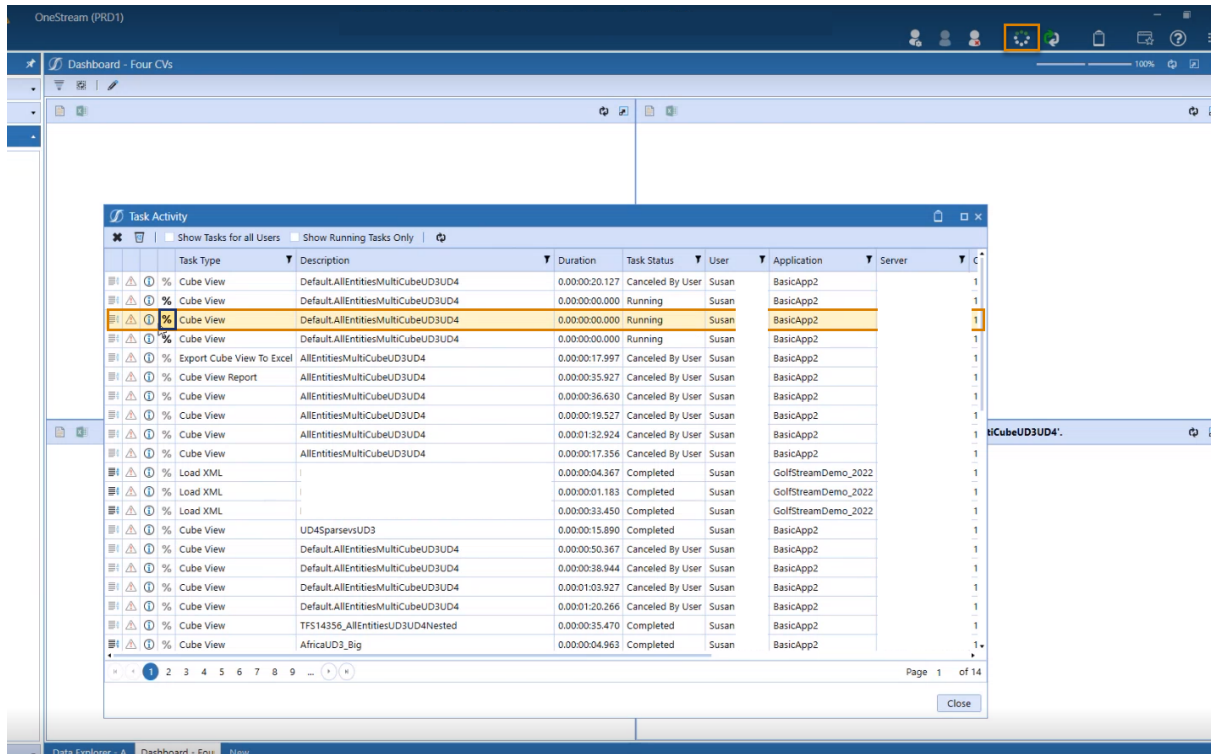 OneStream (PRD1)
Dashboard - Four CVs
100%
Task Activity
Show Tasks for all Users Show Running Tasks Only
Task Type Description Duration Task Status User Application Server
% Cube View Default.AllEntitiesMultiCubeUD3UD4 0.00:00:20.127 Canceled By User Susan BasicApp2 1
% Cube View Default.AllEntitiesMultiCubeUD3UD4 0.00:00:00.000 Running Susan BasicApp2 1
% Cube View Default.AllEntitiesMultiCubeUD3UD4 0.00:00:00.000 Running Susan BasicApp2 1
% Cube View Default.AllEntitiesMultiCubeUD3UD4 0.00:00:00.000 Running Susan BasicApp2 1
% Export Cube View To Excel AllEntitiesMultiCubeUD3UD4 0.00:00:17.997 Canceled By User Susan BasicApp2 1
% Cube View Report AllEntitiesMultiCubeUD3UD4 0.00:00:35.927 Canceled By User Susan BasicApp2 1
% Cube View AllEntitiesMultiCubeUD3UD4 0.00:00:36.630 Canceled By User Susan BasicApp2 1
% Cube View AllEntitiesMultiCubeUD3UD4 0.00:00:19.527 Canceled By User Susan BasicApp2 1
% Cube View AllEntitiesMultiCubeUD3UD4 0.00:01:32.924 Canceled By User Susan BasicApp2 1
tiCubeUD3UD4'.
% Cube View AllEntitiesMultiCubeUD3UD4 0.00:00:17.356 Canceled By User Susan BasicApp2 1
% Load XML 0.00:00:04.367 Completed Susan GolfStreamDemo_2022 1
% Load XML 0.00:00:01.183 Completed Susan GolfStreamDemo_2022 1
% Load XML 0.00:00:33.450 Completed Susan GolfStreamDemo_2022 1
% Cube View UD4SparsevsUD3 0.00:00:15.890 Completed Susan BasicApp2 1
% Cube View Default.AllEntitiesMultiCubeUD3UD4 0.00:00:50.367 Canceled By User Susan BasicApp2 1
% Cube View Default.AllEntitiesMultiCubeUD3UD4 0.00:00:38.944 Canceled By User Susan BasicApp2 1
% Cube View Default.AllEntitiesMultiCubeUD3UD4 0.00:01:03.927 Canceled By User Susan BasicApp2 1
% Cube View Default.AllEntitiesMultiCubeUD3UD4 0.00:01:20.266 Canceled By User Susan BasicApp2 1
% Cube View TFS14356_AllEntitiesUD3UD4Nested 0.00:00:35.470 Completed Susan BasicApp2 1
% Cube View AfricaUD3_Big 0.00:00:04.963 Completed Susan BasicApp2 1
1 2 3 4 5 6 7 8 9 ... Page 1 of 14
Close
Data Explorer - A Dashboard - Four New